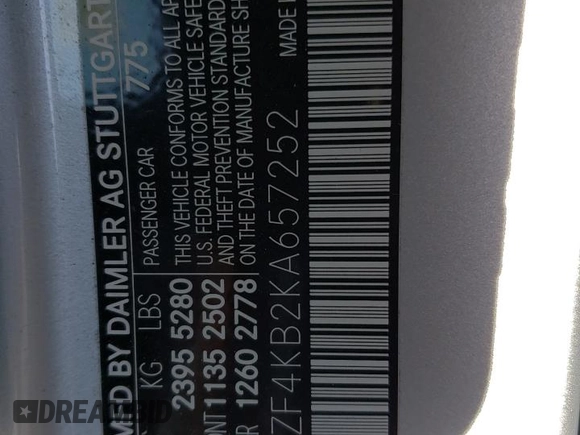 MED BY DAIMLER AG STUTTGART
775
KG LBS PASSENGER CAR
2395 5280
1135 2502
1260 2778
THIS VEHICLE CONFORMS TO ALL AP
U.S. FEDERAL MOTOR VEHICLE SAFE
AND THEFT PREVENTION STANDARD
ON THE DATE OF MANUFACTURE SH
MADE IN
ZF4KB2KA657252
DREAMBID